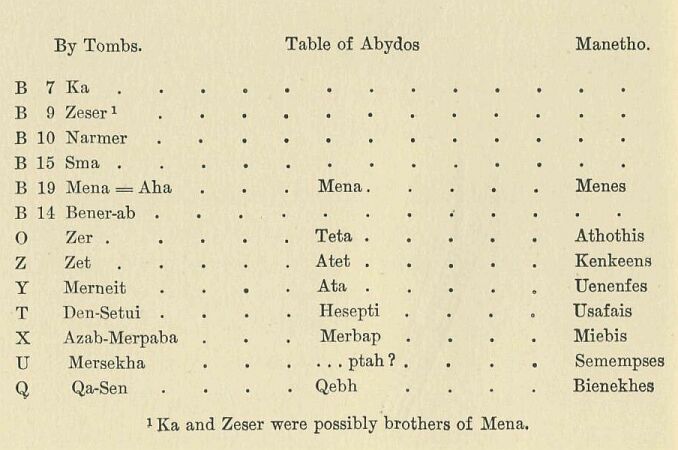 By Tombs. Table of Abydos Manetho.
B 7 Ka . . . . . . . . . . . . .
B 9 Zeser¹ . . . . . . . . . . . .
B 10 Narmer . . . . . . . . . . . .
B 15 Sma . . . . . . . . . . . . .
B 19 Mena = Aha . . . Mena . . . . . Menes
B 14 Bener-ab . . . . . . . . . . . .
O Zer . . . . . Teta . . . . . Athothis
Z Zet . . . . . Atet . . . . . Kenkeens
Y Merneit . . . . Ata . . . . . Uenenfes
T Den-Setui . . . . Hesepti . . . . Usafais
X Azab-Merpaba . . . Merbap . . . . Miebis
U Mersekha . . . ... ptah? . . . . Semempses
Q Qa-Sen . . . . Qebh . . . . Bienekhes
¹ Ka and Zeser were possibly brothers of Mena.